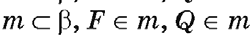 m ⊂ β, F ∈ m, Q ∈ m